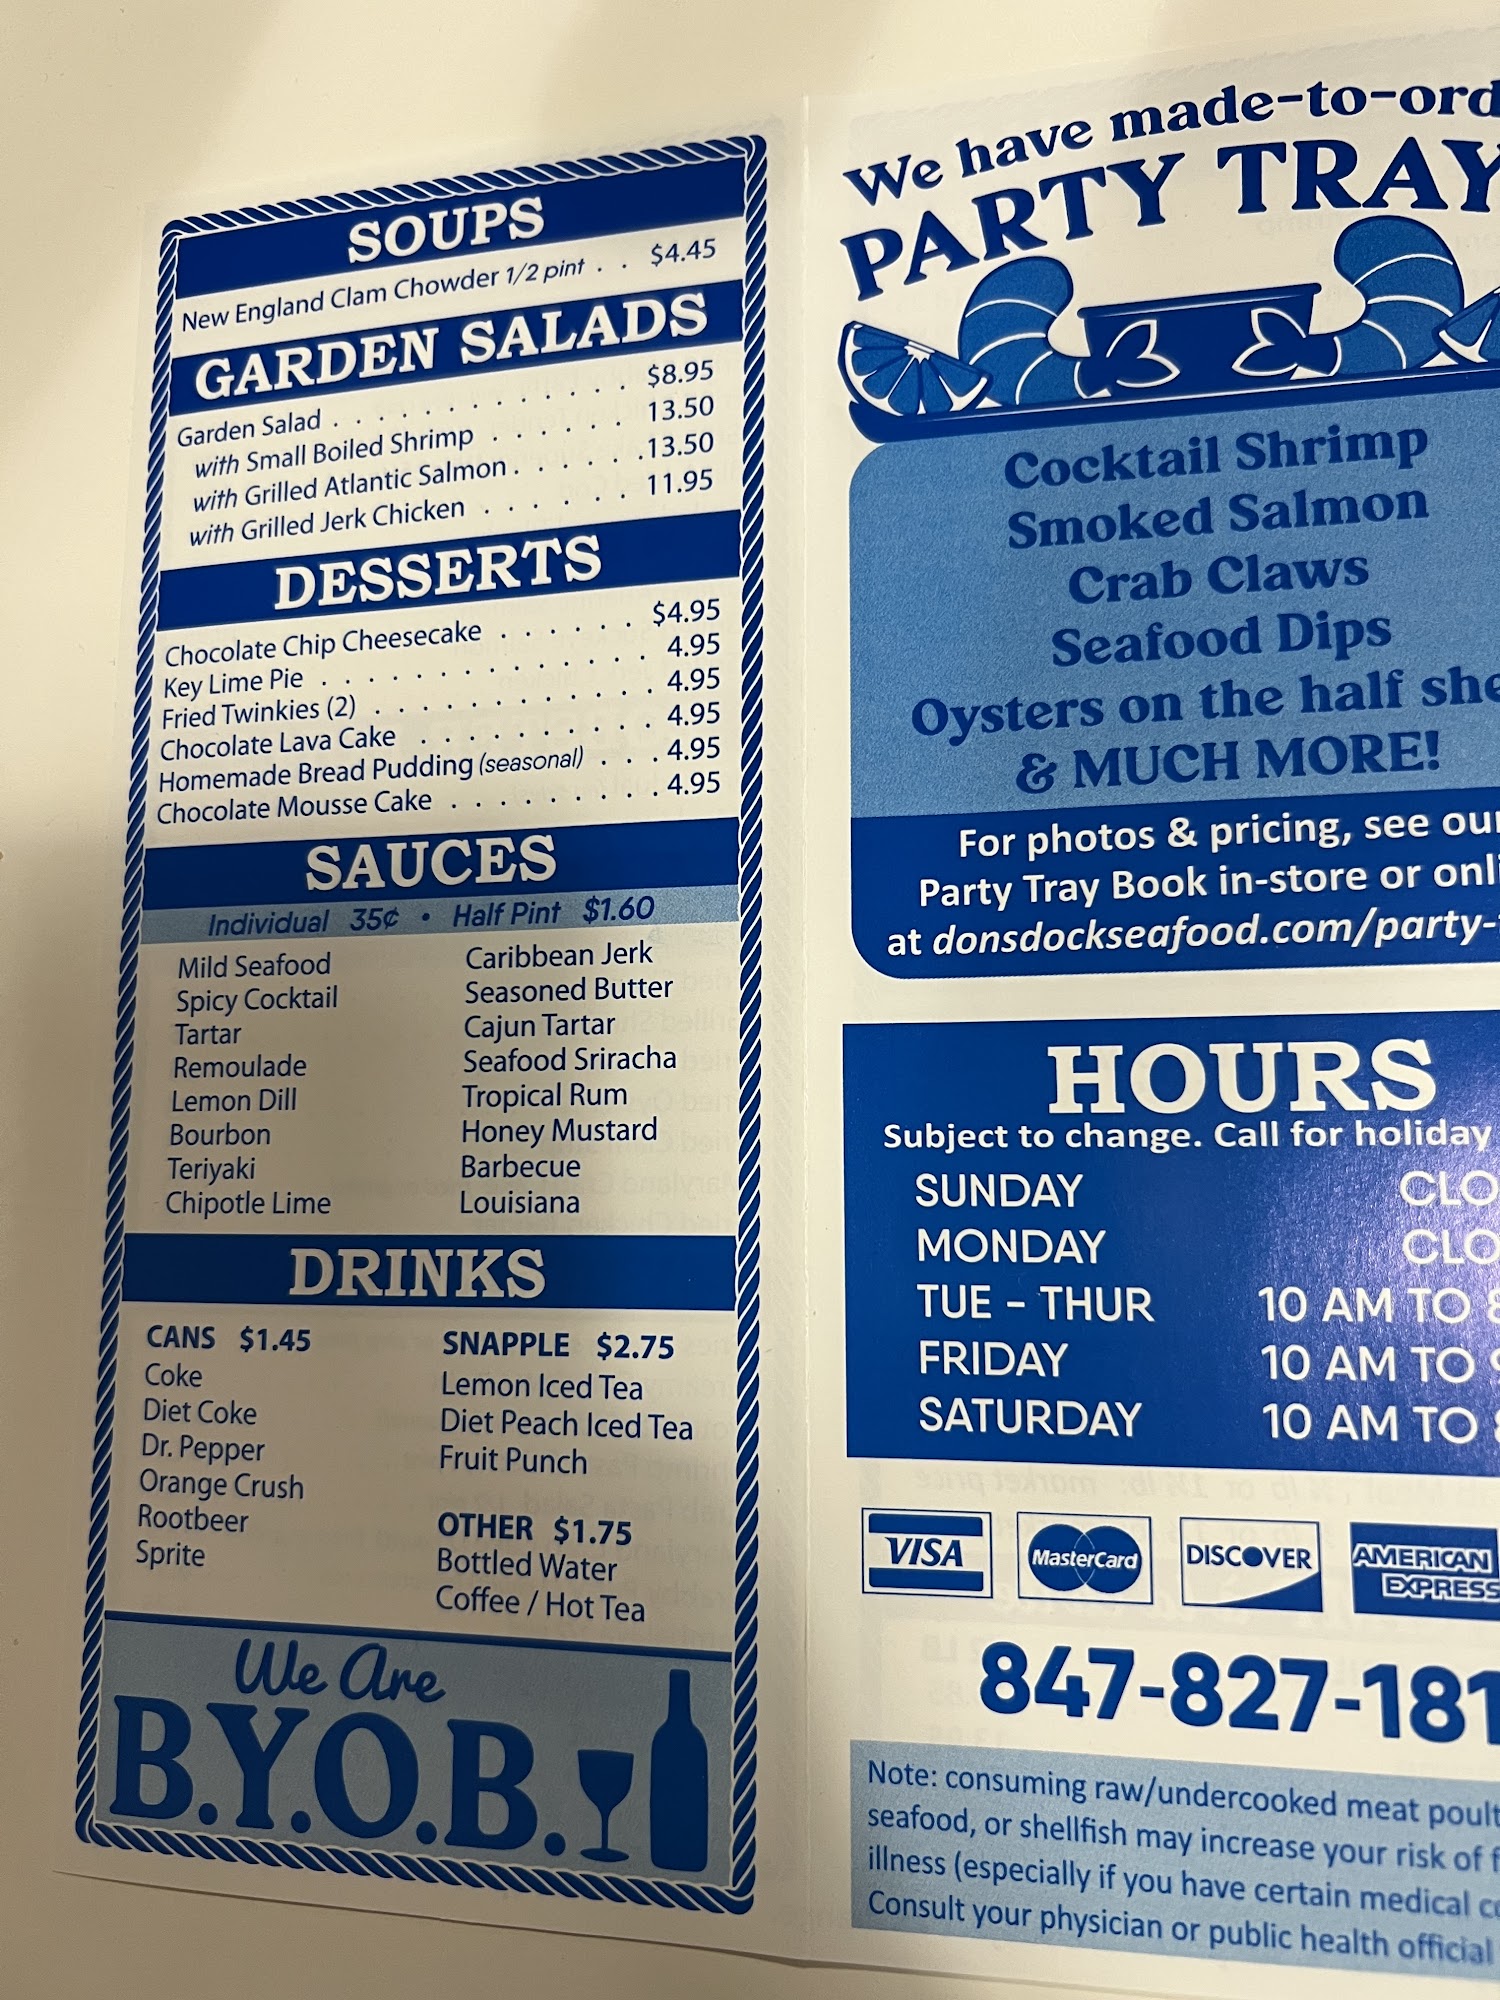 SOUPS
New England Clam Chowder 1/2 pint . . $4.45
GARDEN SALADS
Garden Salad . . . . . . . . . . . . $8.95
with Small Boiled Shrimp . . . . . . 13.50
with Grilled Atlantic Salmon . . . . . . 13.50
with Grilled Jerk Chicken . . . . . . 11.95
DESSERTS
Chocolate Chip Cheesecake . . . . . . $4.95
Key Lime Pie . . . . . . . . . . . . . 4.95
Fried Twinkies (2) . . . . . . . . . . . 4.95
Chocolate Lava Cake . . . . . . . . . . 4.95
Homemade Bread Pudding (seasonal) . . . 4.95
Chocolate Mousse Cake . . . . . . . . . 4.95
SAUCES
Individual 35¢ • Half Pint $1.60
Mild Seafood
Spicy Cocktail
Tartar
Remoulade
Lemon Dill
Bourbon
Teriyaki
Chipotle Lime
Caribbean Jerk
Seasoned Butter
Cajun Tartar
Seafood Sriracha
Tropical Rum
Honey Mustard
Barbecue
Louisiana
DRINKS
CANS $1.45
Coke
Diet Coke
Dr. Pepper
Orange Crush
Rootbeer
Sprite
SNAPPLE $2.75
Lemon Iced Tea
Diet Peach Iced Tea
Fruit Punch
OTHER $1.75
Bottled Water
Coffee / Hot Tea
We Are
B.Y.O.B.
We have made-to-ord
PARTY TRAY
Cocktail Shrimp
Smoked Salmon
Crab Claws
Seafood Dips
Oysters on the half she
& MUCH MORE!
For photos & pricing, see our
Party Tray Book in-store or onli
at donsdockseafood.com/party-
HOURS
Subject to change. Call for holiday
SUNDAY CLO
MONDAY CLO
TUE - THUR 10 AM TO 8
FRIDAY 10 AM TO 9
SATURDAY 10 AM TO
VISA
MasterCard
DISCOVER
AMERICAN
EXPRESS
847-827-181
Note: consuming raw/undercooked meat poult
seafood, or shellfish may increase your risk of f
illness (especially if you have certain medical co
Consult your physician or public health official